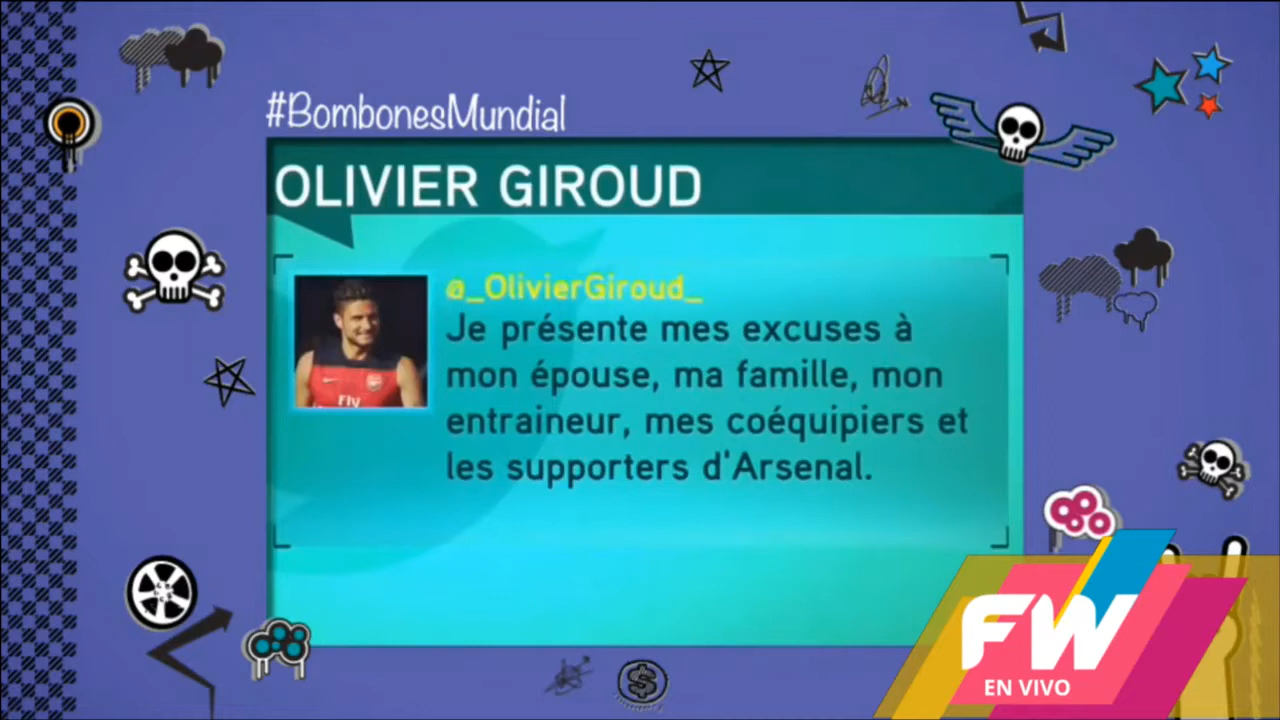 #BombonesMundial
OLIVIER GIROUD
@_OlivierGiroud_
Je présente mes excuses à
mon épouse, ma famille, mon
entraineur, mes coéquipiers et
les supporters d'Arsenal.
Fly
FW
EN VIVO